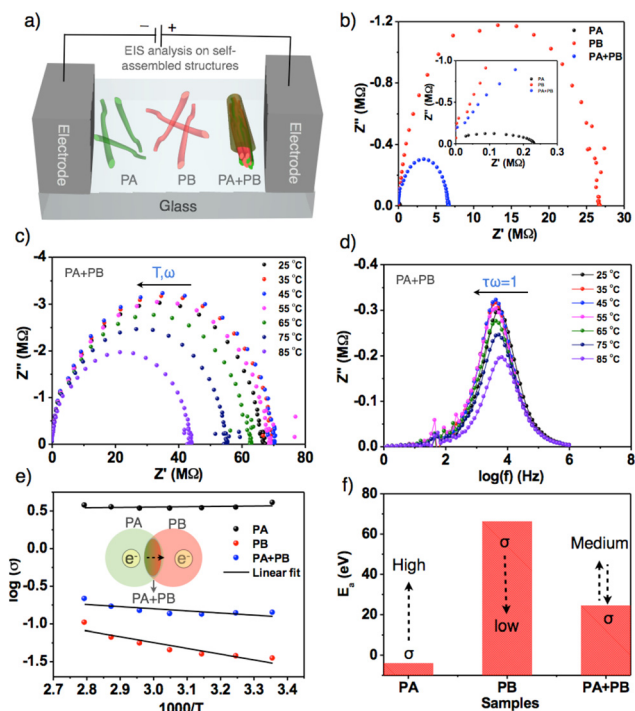 a)
− +
EIS analysis on self-
assembled structures
Electrode
PA
PB
PA+PB
Electrode
Glass
b)
-1.2
-0.8
-0.4
0.0
Z'' (MΩ)
0 5 10 15 20 25 30
Z' (MΩ)
-1.0
-0.5
0.0
Z'' (MΩ)
0.0 0.1 0.2 0.3
Z' (MΩ)
PA
PB
PA+PB
PA
PB
PA+PB
c)
PA+PB
T,ω
25 °C
35 °C
45 °C
55 °C
65 °C
75 °C
85 °C
-4
-3
-2
-1
0
Z'' (MΩ)
0 20 40 60 80
Z' (MΩ)
d)
PA+PB
τω=1
25 °C
35 °C
45 °C
55 °C
65 °C
75 °C
85 °C
-0.4
-0.3
-0.2
-0.1
-0.0
Z'' (MΩ)
0 2 4 6 8
log(f) (Hz)
e)
0.5
0.0
-0.5
-1.0
-1.5
log (σ)
PA PB
e⁻ e⁻
PA+PB
PA
PB
PA+PB
Linear fit
2.7 2.8 2.9 3.0 3.1 3.2 3.3 3.4
1000/T
f)
80
60
40
20
0
Eₐ (eV)
High
σ
σ
low
Medium
σ
PA PB PA+PB
Samples